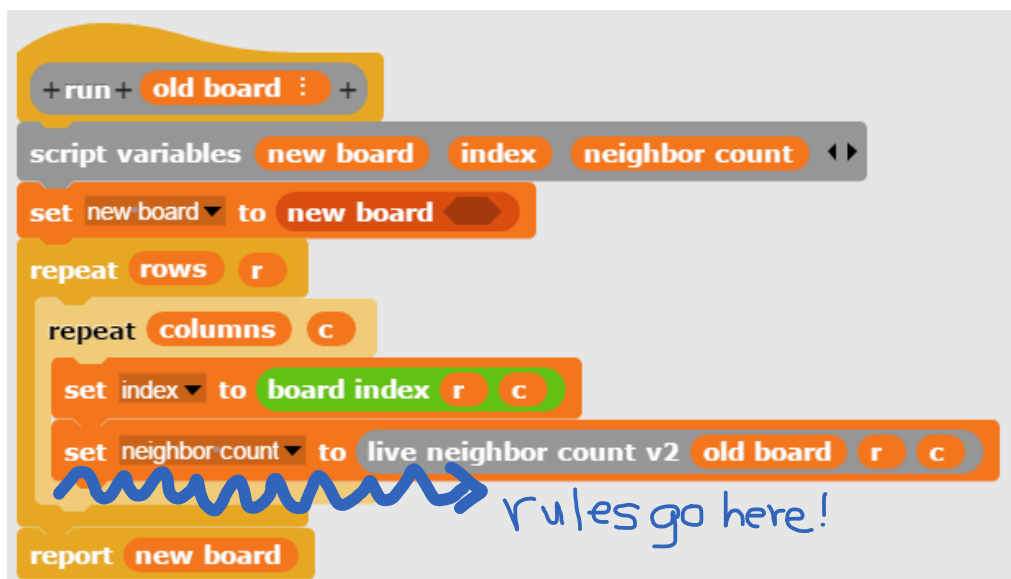 +run+ old board ⋮ +
script variables new board index neighbor count
set new board to new board
repeat rows r
repeat columns c
set index to board index r c
set neighbor count to live neighbor count v2 old board r c
rules go here!
report new board